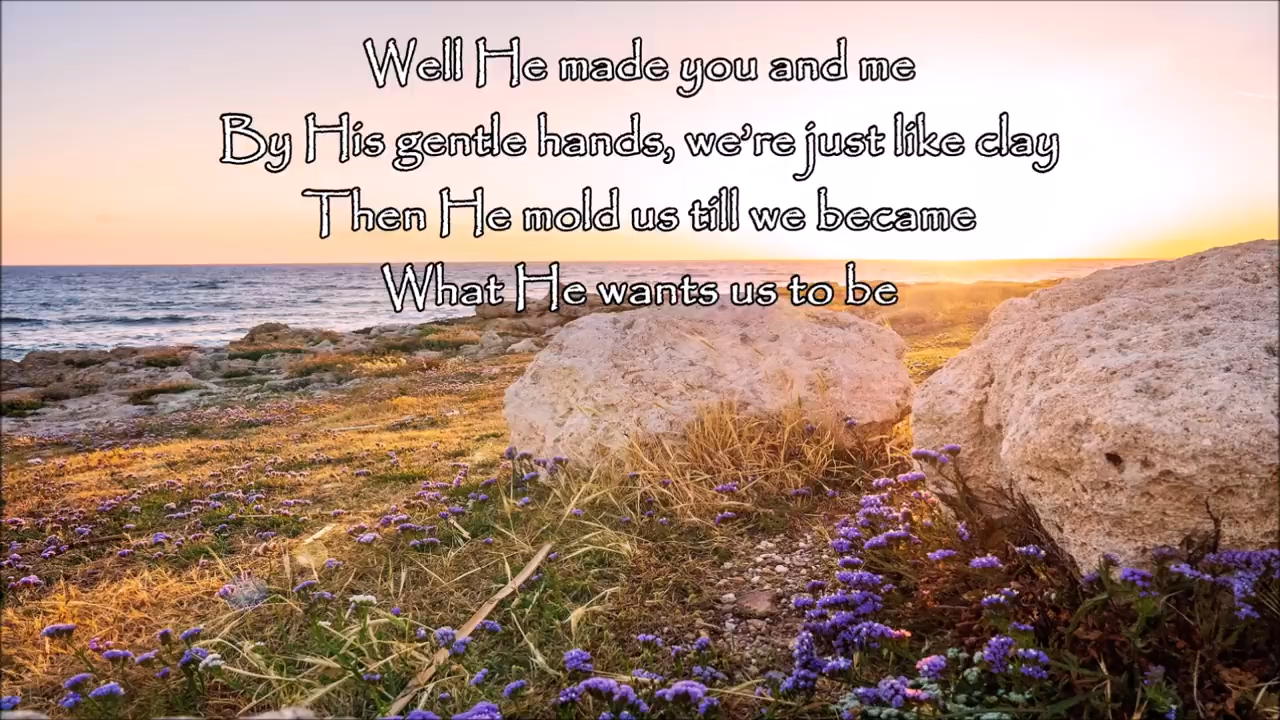 Well He made you and me
By His gentle hands, we're just like clay
Then He mold us till we became
What He wants us to be